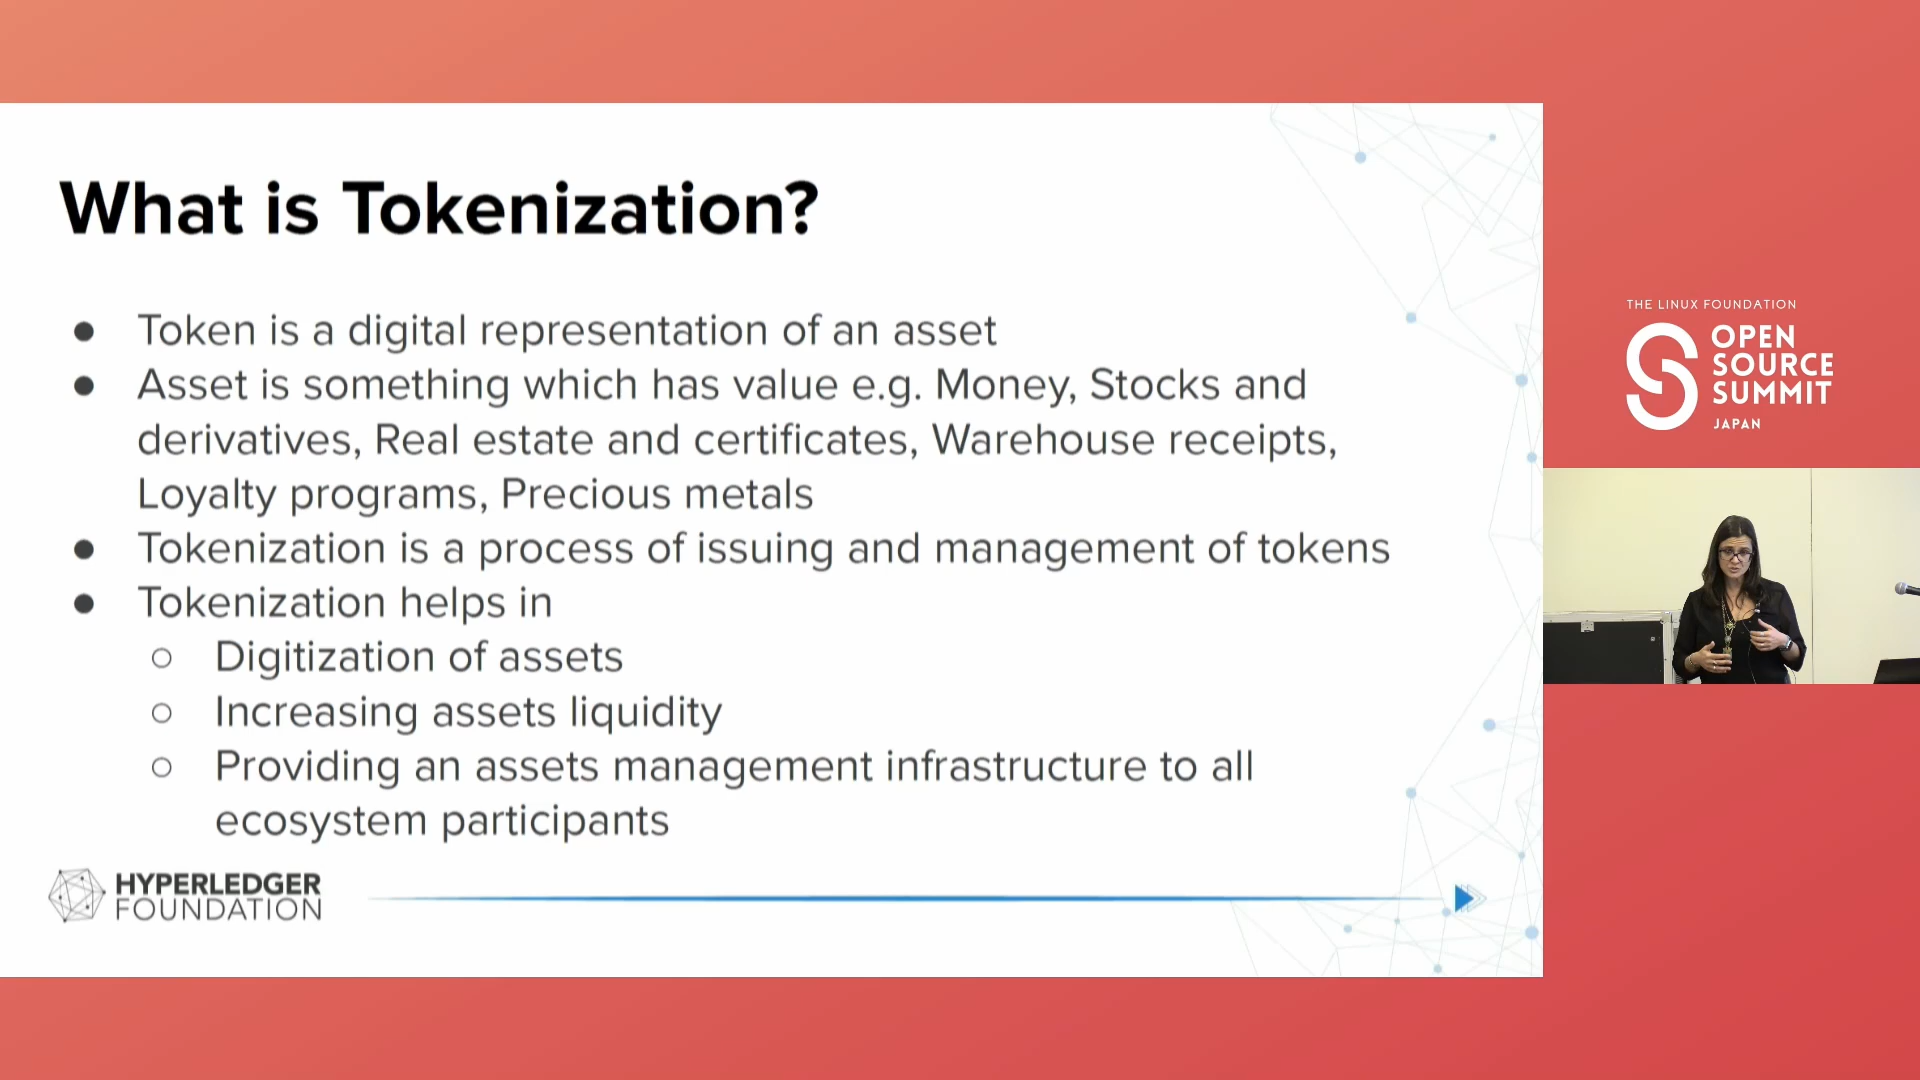 What is Tokenization?
● Token is a digital representation of an asset
● Asset is something which has value e.g. Money, Stocks and
derivatives, Real estate and certificates, Warehouse receipts,
Loyalty programs, Precious metals
● Tokenization is a process of issuing and management of tokens
● Tokenization helps in
○ Digitization of assets
○ Increasing assets liquidity
○ Providing an assets management infrastructure to all
ecosystem participants
HYPERLEDGER
FOUNDATION
THE LINUX FOUNDATION
OPEN
SOURCE
SUMMIT
JAPAN